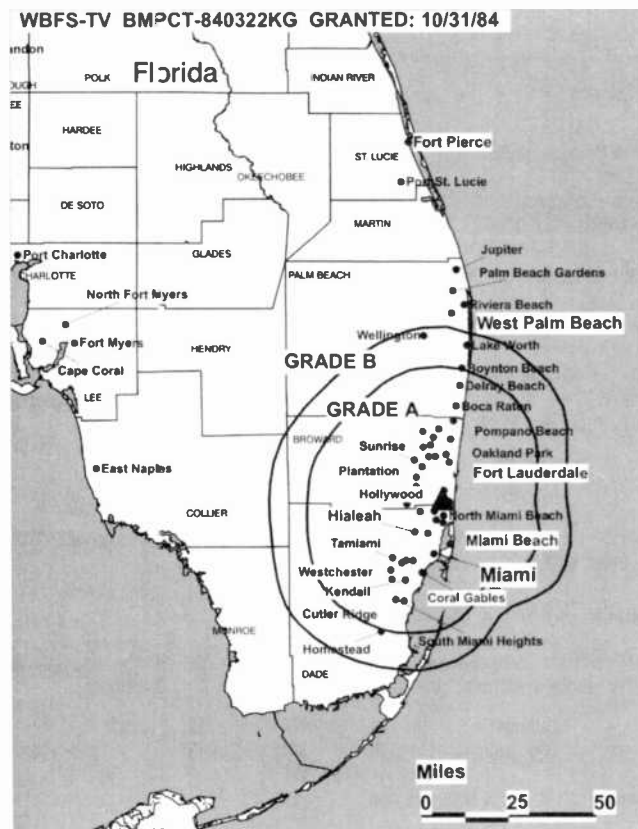 WBFS-TV BMPCT-840322KG GRANTED: 10/31/84
POLK
Florida
INDIAN RIVER
HARDEE
Fort Pierce
ST LUCIE
HIGHLANDS
OKEECHOBEE
Port St. Lucie
DE SOTO
MARTIN
Port Charlotte
GLADES
Jupiter
CHARLOTTE
PALM BEACH
Palm Beach Gardens
North Fort Myers
Riviera Beach
West Palm Beach
Wellington
Fort Myers
HENDRY
Lake Worth
GRADE B
Cape Coral
Boynton Beach
Delray Beach
LEE
GRADE A
Boca Raton
BROWARD
Pompano Beach
Sunrise
Oakland Park
East Naples
Plantation
Fort Lauderdale
Hollywood
COLLIER
North Miami Beach
Hialeah
Miami Beach
Tamiami
Westchester
Miami
Kendall
Coral Gables
Cutler Ridge
MONROE
South Miami Heights
Homestead
DADE
Miles
0 25 50